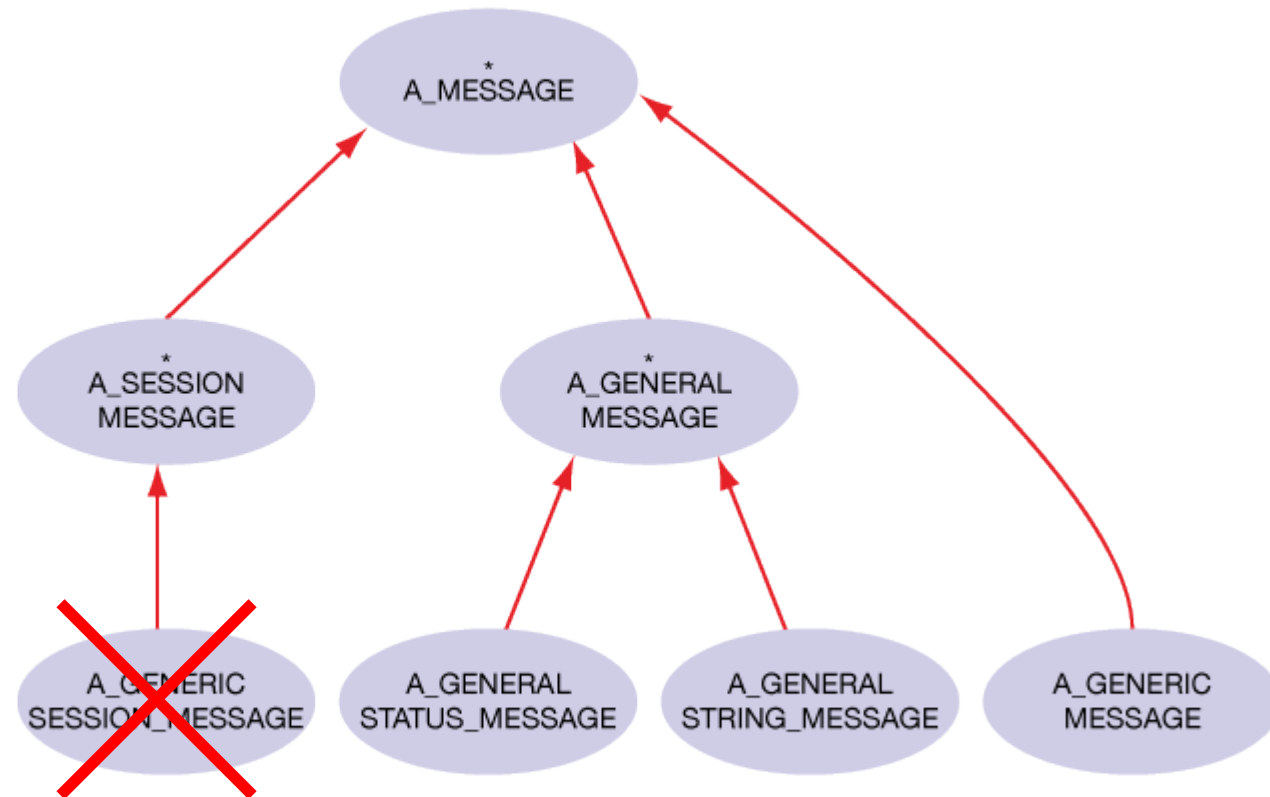 *
A_MESSAGE
*
A_SESSION
MESSAGE
*
A_GENERAL
MESSAGE
A_GENERIC
SESSION_MESSAGE
A_GENERAL
STATUS_MESSAGE
A_GENERAL
STRING_MESSAGE
A_GENERIC
MESSAGE